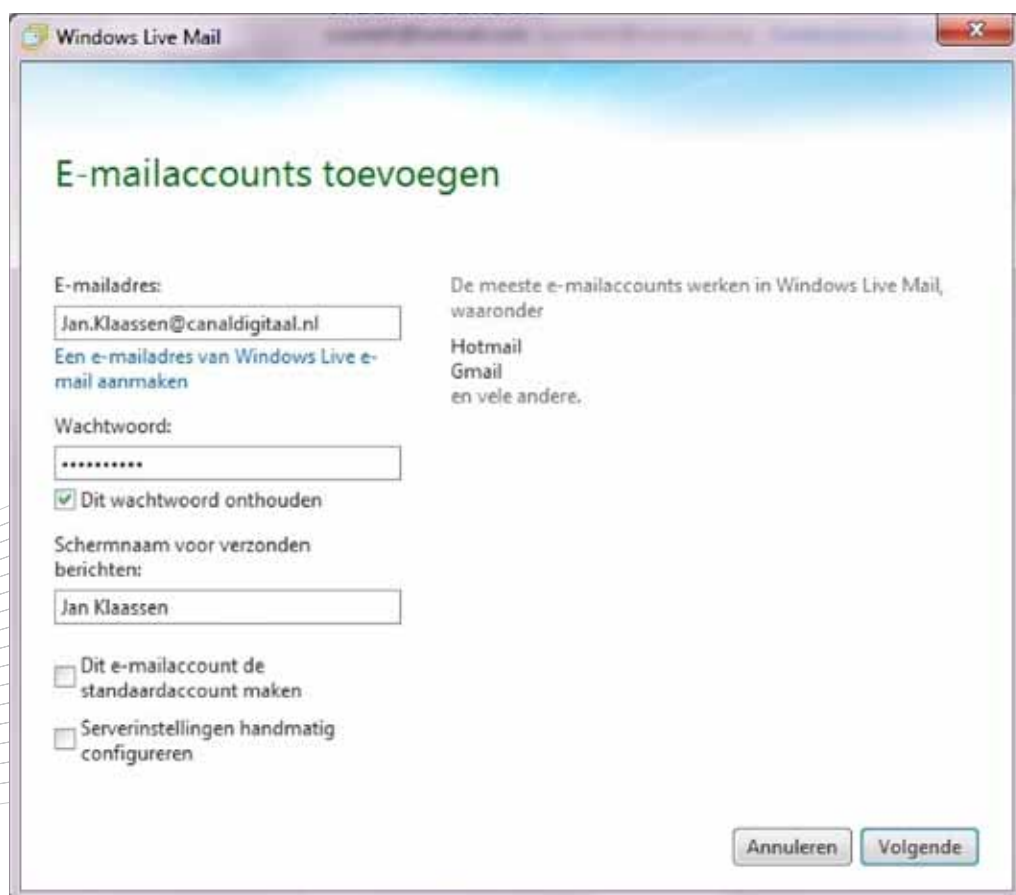 Windows Live Mail
E-mailaccounts toevoegen
E-mailadres:
Jan.Klaassen@canaldigitaal.nl
Een e-mailadres van Windows Live e-
mail aanmaken
Wachtwoord:
••••••••••
Dit wachtwoord onthouden
Schermnaam voor verzonden
berichten:
Jan Klaassen
Dit e-mailaccount de
standaardaccount maken
Serverinstellingen handmatig
configureren
De meeste e-mailaccounts werken in Windows Live Mail,
waaronder
Hotmail
Gmail
en vele andere.
Annuleren
Volgende